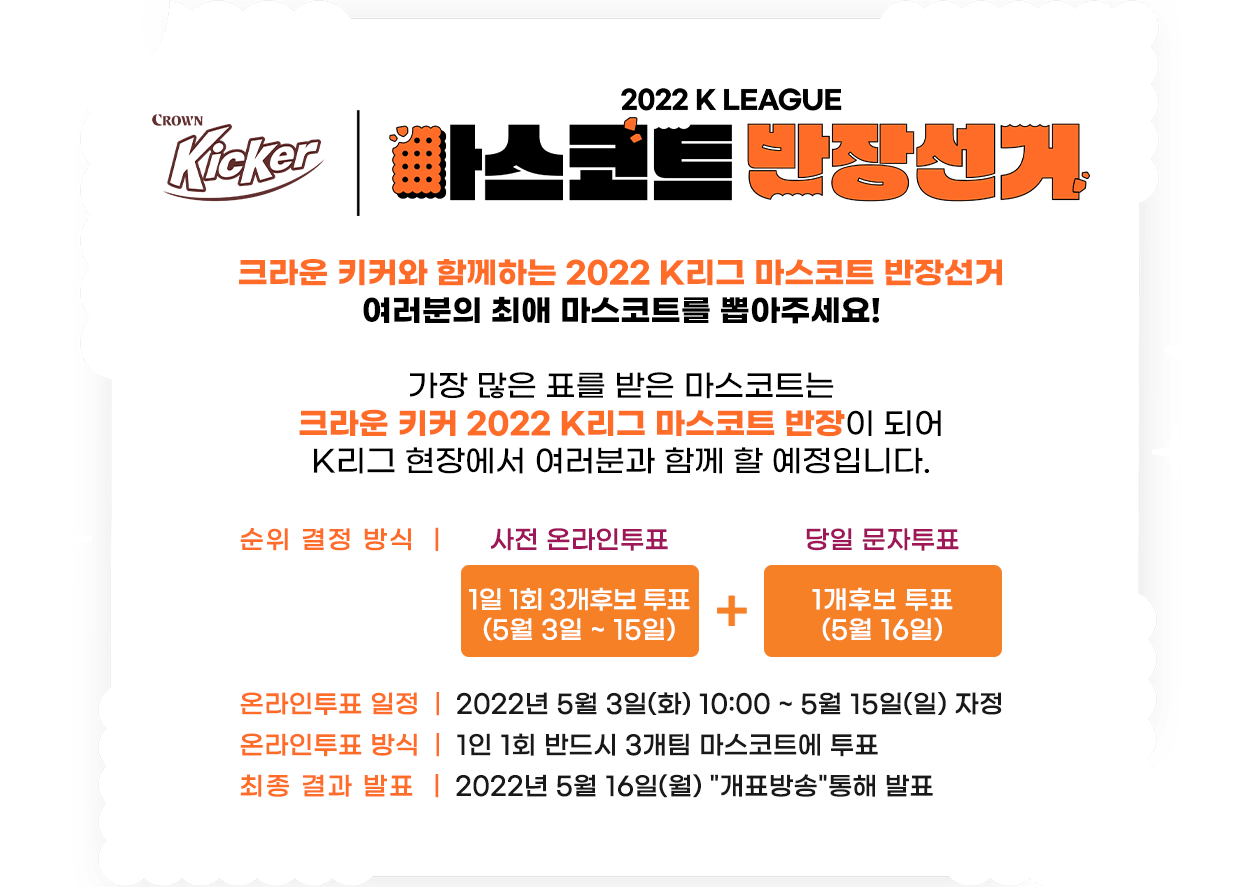 CROWN
Kicker
2022 K LEAGUE
마스코트 반장선거
크라운 키커와 함께하는 2022 K리그 마스코트 반장선거
여러분의 최애 마스코트를 뽑아주세요!
가장 많은 표를 받은 마스코트는
크라운 키커 2022 K리그 마스코트 반장이 되어
K리그 현장에서 여러분과 함께 할 예정입니다.
순위 결정 방식 | 사전 온라인투표 당일 문자투표
1일 1회 3개후보 투표 + 1개후보 투표
(5월 3일 ~ 15일) (5월 16일)
온라인투표 일정 | 2022년 5월 3일(화) 10:00 ~ 5월 15일(일) 자정
온라인투표 방식 | 1인 1회 반드시 3개팀 마스코트에 투표
최종 결과 발표 | 2022년 5월 16일(월) "개표방송"통해 발표